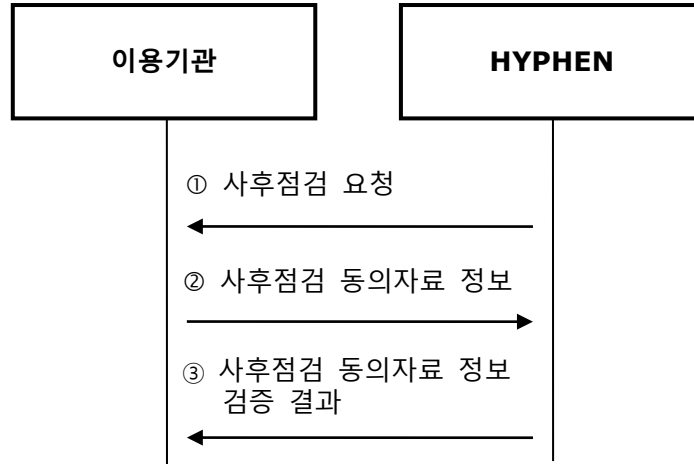 이용기관
HYPHEN
① 사후점검 요청
② 사후점검 동의자료 정보
③ 사후점검 동의자료 정보
검증 결과